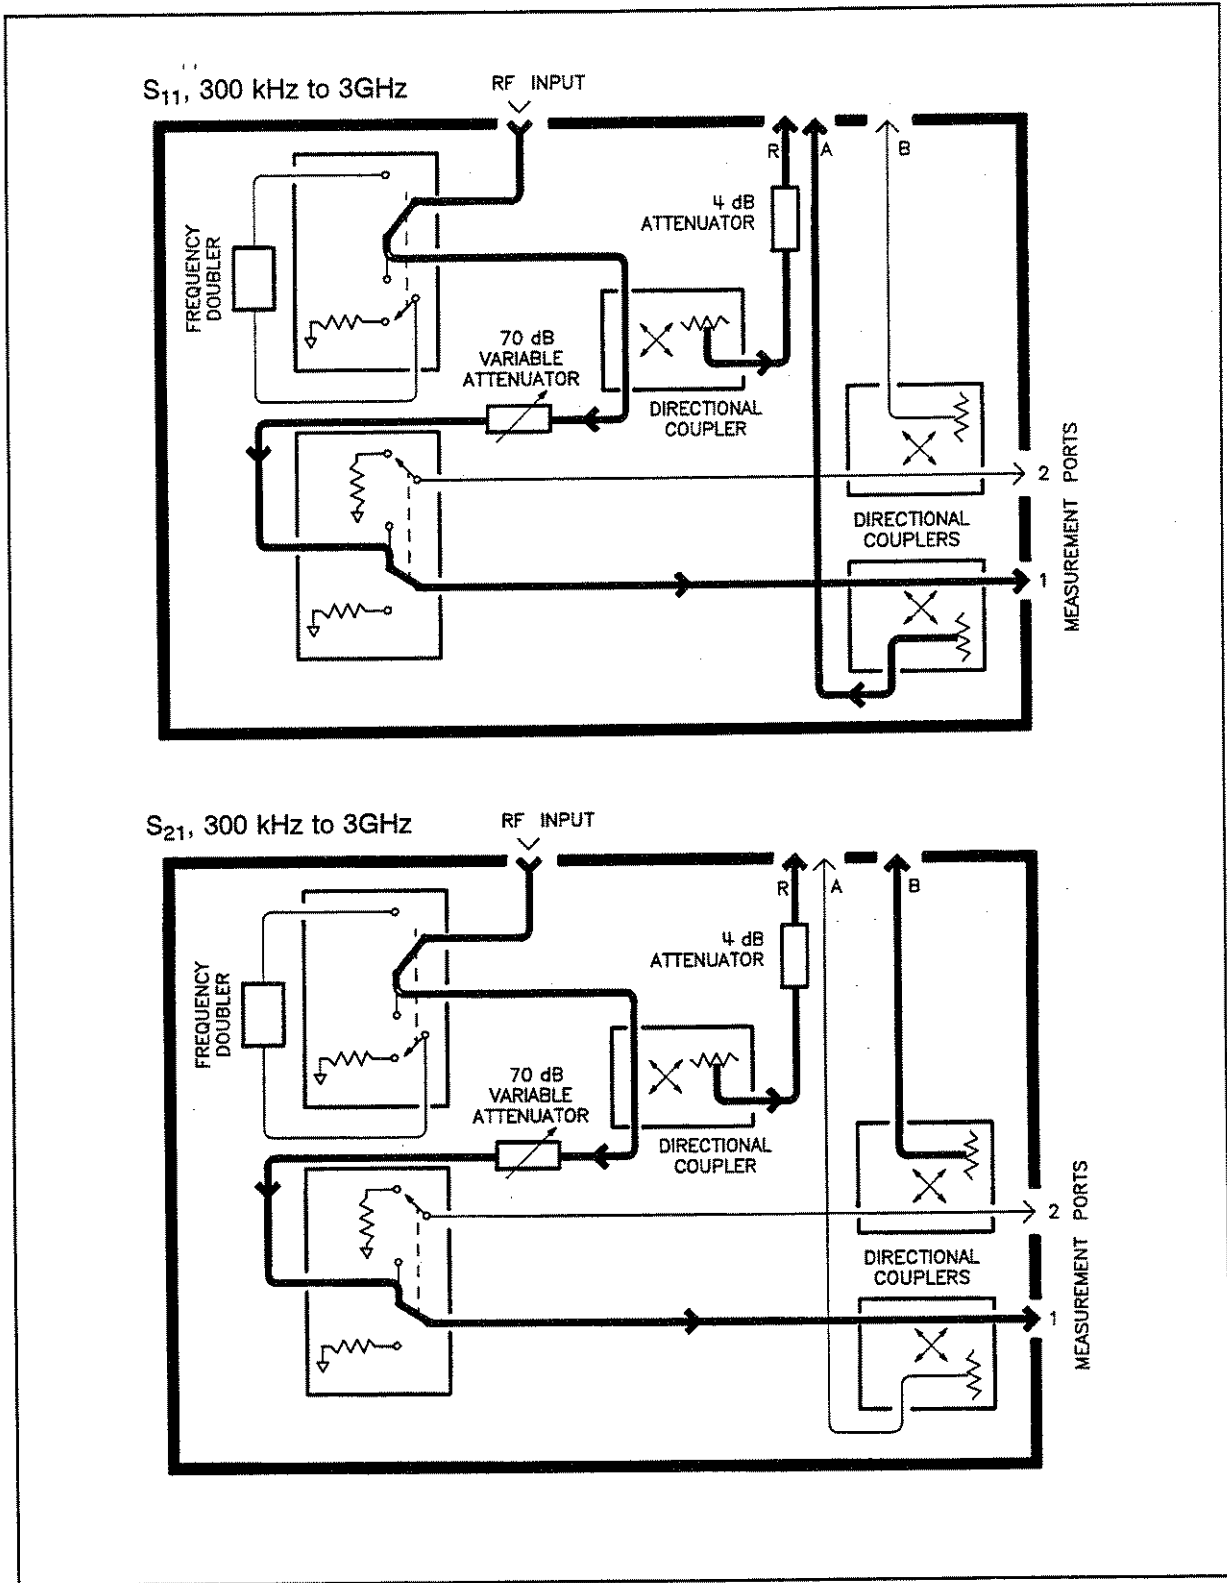 S11, 300 kHz to 3GHz
RF INPUT
R
A
B
4 dB
ATTENUATOR
FREQUENCY
DOUBLER
70 dB
VARIABLE
ATTENUATOR
DIRECTIONAL
COUPLER
2
DIRECTIONAL
COUPLERS
1
MEASUREMENT PORTS
S21, 300 kHz to 3GHz
RF INPUT
R
A
B
4 dB
ATTENUATOR
FREQUENCY
DOUBLER
70 dB
VARIABLE
ATTENUATOR
DIRECTIONAL
COUPLER
2
DIRECTIONAL
COUPLERS
1
MEASUREMENT PORTS